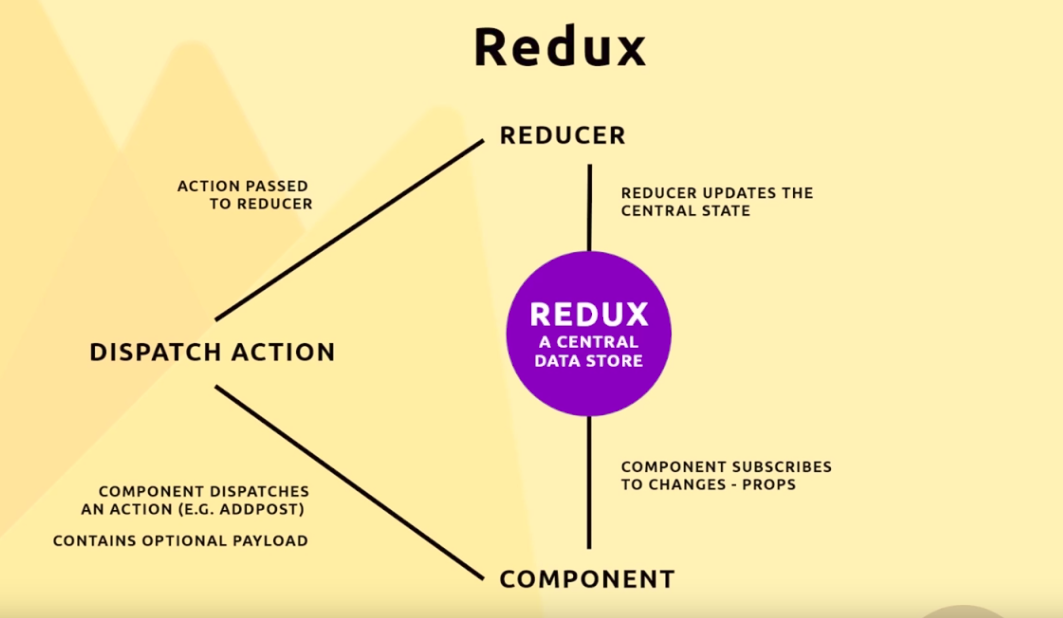 Redux
REDUCER
ACTION PASSED
TO REDUCER
REDUCER UPDATES THE
CENTRAL STATE
REDUX
A CENTRAL
DATA STORE
DISPATCH ACTION
COMPONENT SUBSCRIBES
TO CHANGES - PROPS
COMPONENT DISPATCHES
AN ACTION (E.G. ADDPOST)
CONTAINS OPTIONAL PAYLOAD
COMPONENT